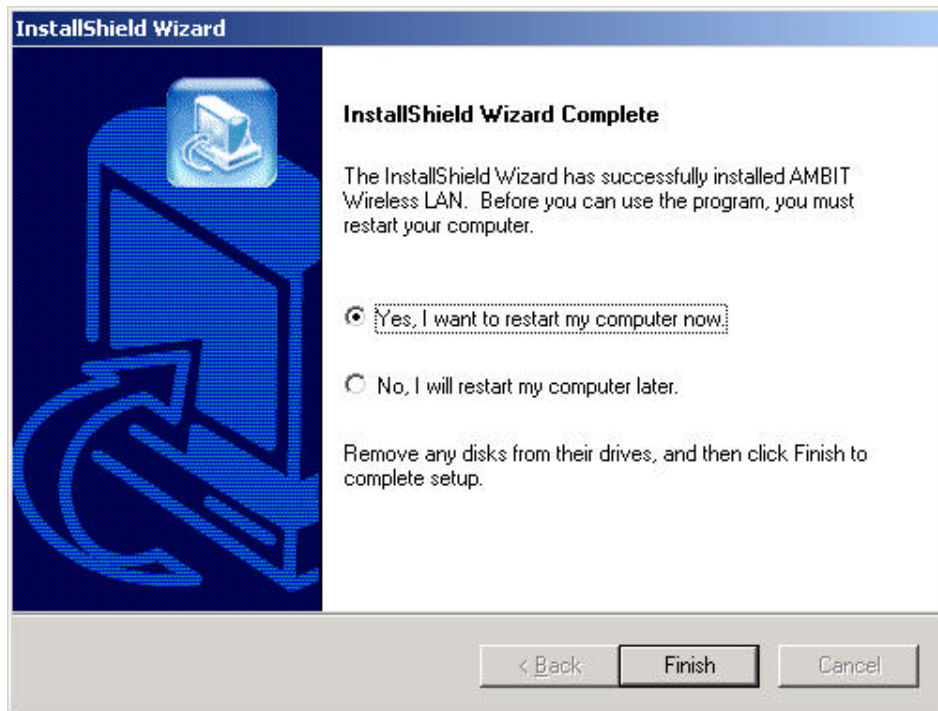 InstallShield Wizard
InstallShield Wizard Complete
The InstallShield Wizard has successfully installed AMBIT
Wireless LAN.  Before you can use the program, you must
restart your computer.
Yes, I want to restart my computer now.
No, I will restart my computer later.
Remove any disks from their drives, and then click Finish to
complete setup.
< Back
Finish
Cancel